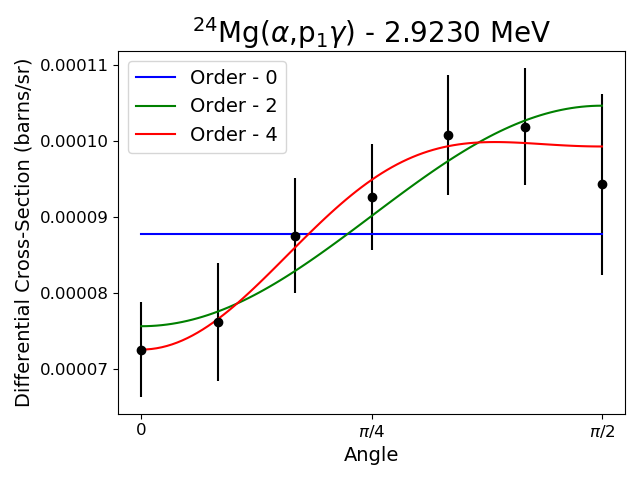 ²⁴Mg(α,p₁γ) - 2.9230 MeV
Differential Cross-Section (barns/sr)
0.00011
0.00010
0.00009
0.00008
0.00007
Order - 0
Order - 2
Order - 4
0
π/4
π/2
Angle